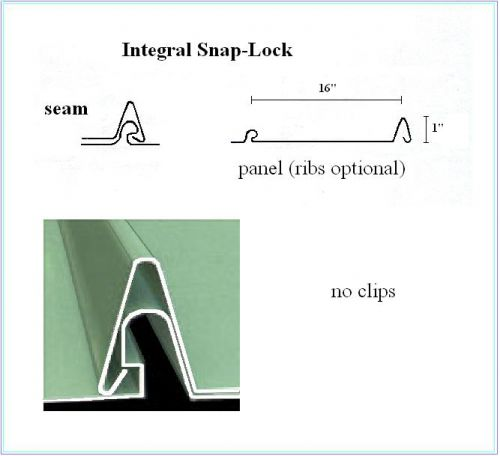 Integral Snap-Lock
seam
16"
1"
panel (ribs optional)
no clips